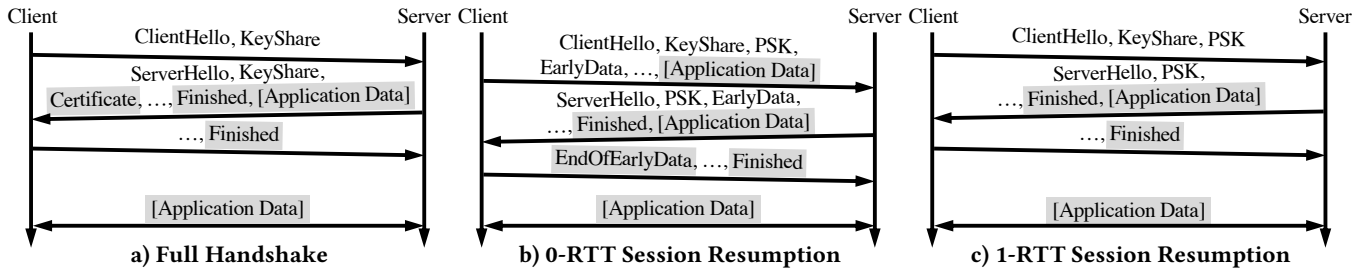 Client Server
ClientHello, KeyShare
ServerHello, KeyShare,
Certificate, ..., Finished, [Application Data]
..., Finished
[Application Data]
a) Full Handshake
Client Server
ClientHello, KeyShare, PSK,
EarlyData, ..., [Application Data]
ServerHello, PSK, EarlyData,
..., Finished, [Application Data]
EndOfEarlyData, ..., Finished
[Application Data]
b) 0-RTT Session Resumption
Client Server
ClientHello, KeyShare, PSK
ServerHello, PSK,
..., Finished, [Application Data]
..., Finished
[Application Data]
c) 1-RTT Session Resumption